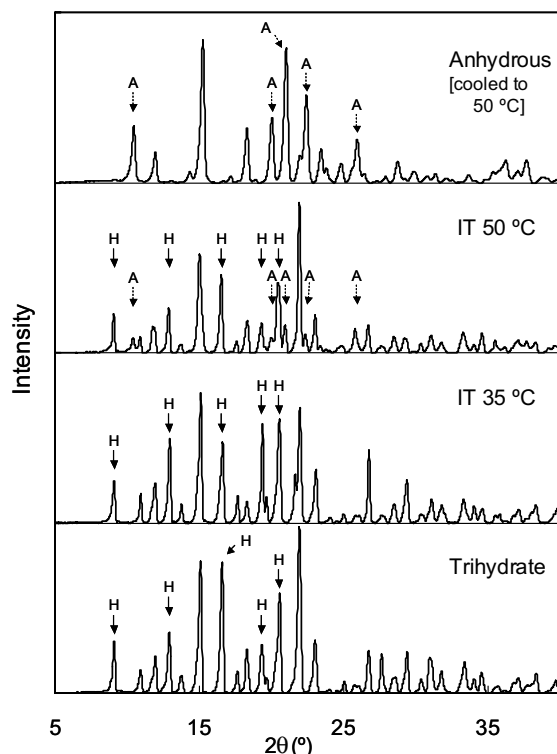 A
Anhydrous
[cooled to
50 ºC]
A
A
A
A
IT 50 ºC
H
H
H
H
H
A
A
A
A
A
IT 35 ºC
H
H
H
H
H
Trihydrate
H
H
H
H
H
Intensity
5
15
25
35
2θ (º)